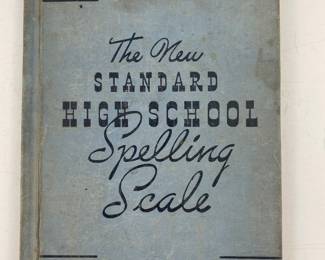 The New
STANDARD
HIGH SCHOOL
Spelling
Scale